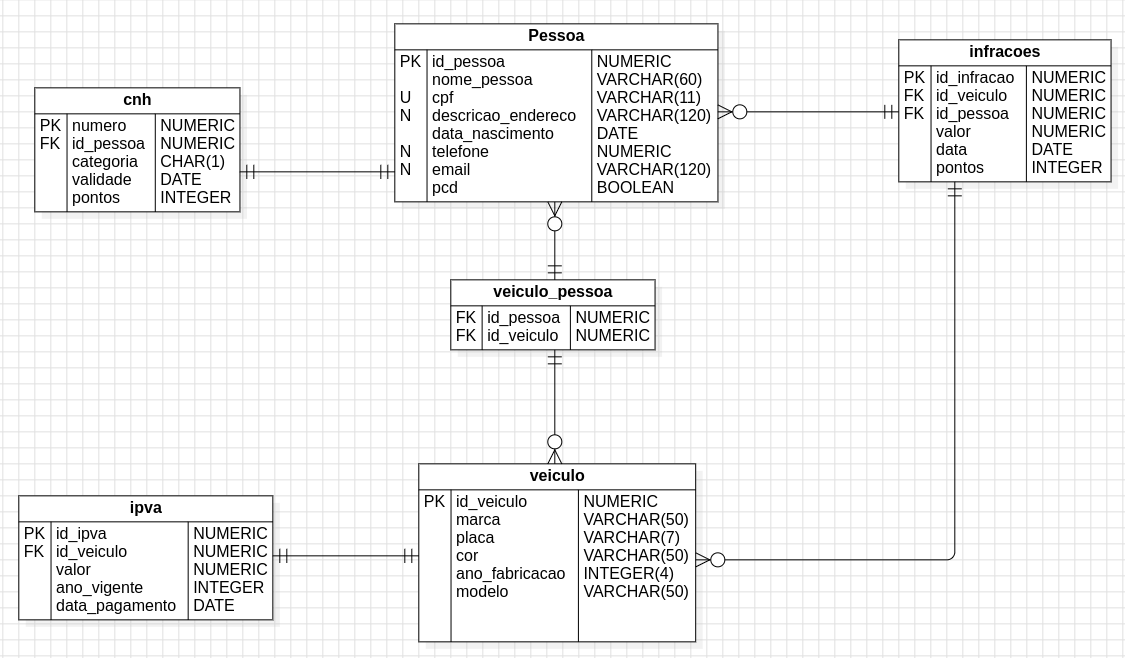 Pessoa
PK id_pessoa NUMERIC
nome_pessoa VARCHAR(60)
U cpf VARCHAR(11)
N descricao_endereco VARCHAR(120)
data_nascimento DATE
N telefone NUMERIC
N email VARCHAR(120)
pcd BOOLEAN
infracoes
PK id_infracao NUMERIC
FK id_veiculo NUMERIC
FK id_pessoa NUMERIC
valor NUMERIC
data DATE
pontos INTEGER
cnh
PK numero NUMERIC
FK id_pessoa NUMERIC
categoria CHAR(1)
validade DATE
pontos INTEGER
veiculo_pessoa
FK id_pessoa NUMERIC
FK id_veiculo NUMERIC
veiculo
PK id_veiculo NUMERIC
marca VARCHAR(50)
placa VARCHAR(7)
cor VARCHAR(50)
ano_fabricacao INTEGER(4)
modelo VARCHAR(50)
ipva
PK id_ipva NUMERIC
FK id_veiculo NUMERIC
valor NUMERIC
ano_vigente INTEGER
data_pagamento DATE